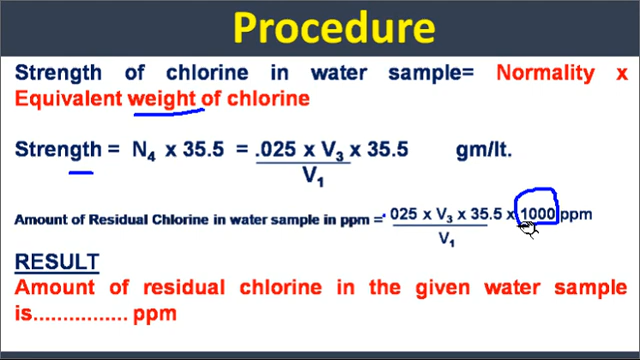 Procedure
Strength of chlorine in water sample= Normality x
Equivalent weight of chlorine
Strength = N₄ x 35.5 = .025 x V₃ x 35.5 gm/lt.
V₁
Amount of Residual Chlorine in water sample in ppm = .025 x V₃ x 35.5 x 1000 ppm
V₁
RESULT
Amount of residual chlorine in the given water sample
is................ ppm